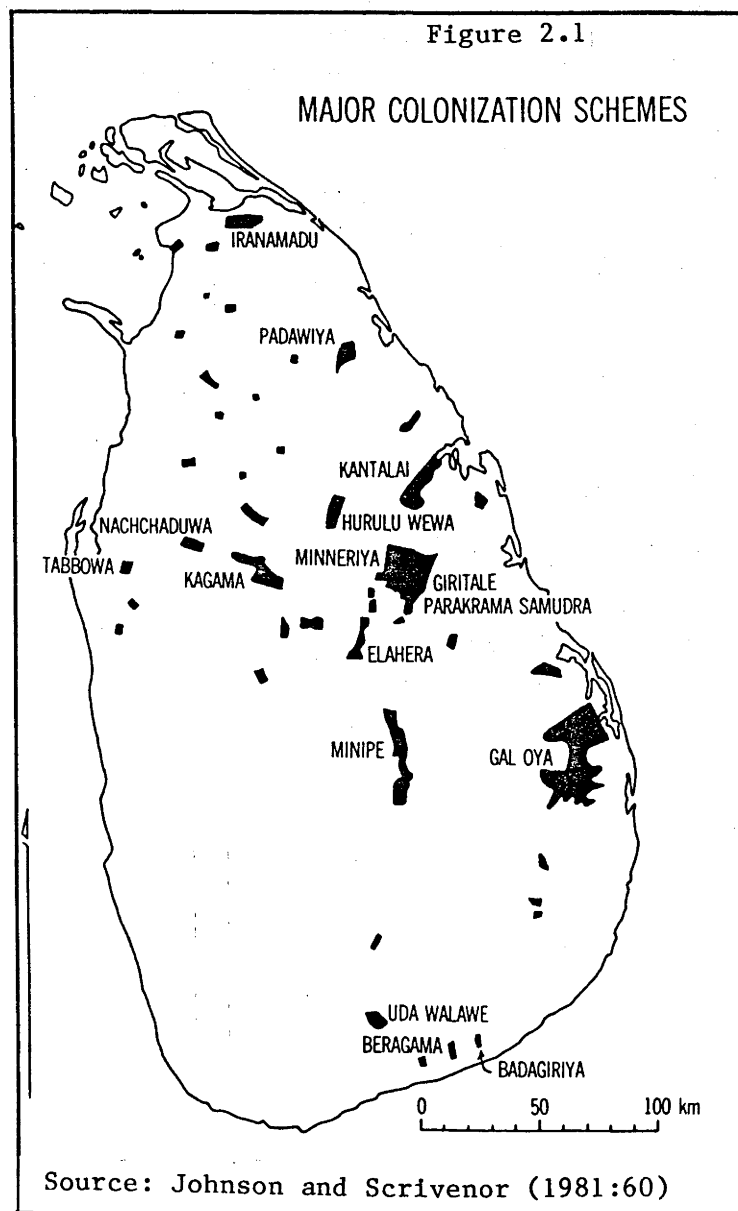 Figure 2.1
MAJOR COLONIZATION SCHEMES
IRANAMADU
PADAWIYA
KANTALAI
HURULU WEWA
NACHCHADUWA
MINNERIYA
TABBOWA
KAGAMA
GIRITALE
PARAKRAMA SAMUDRA
ELAHERA
MINIPE
GAL OYA
UDA WALAWE
BERAGAMA
BADAGIRIYA
0 50 100 km
Source: Johnson and Scrivenor (1981:60)